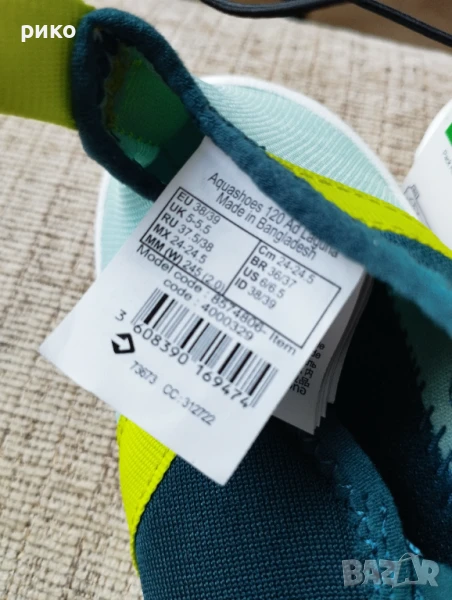 рико
Aquashoes 120 Ad Laguna
Made in Bangladesh
EU 38/39
UK 5-5.5
RU 37.5/38
MX 24-24.5
MM (W) 245 (2.0)
Cm 24-24.5
BR 36/37
US 6/6.5
ID 38/39
Model code : 8574806- Item
code : 4000329
3 608390 169474
73673 CC :312722
BAZAR